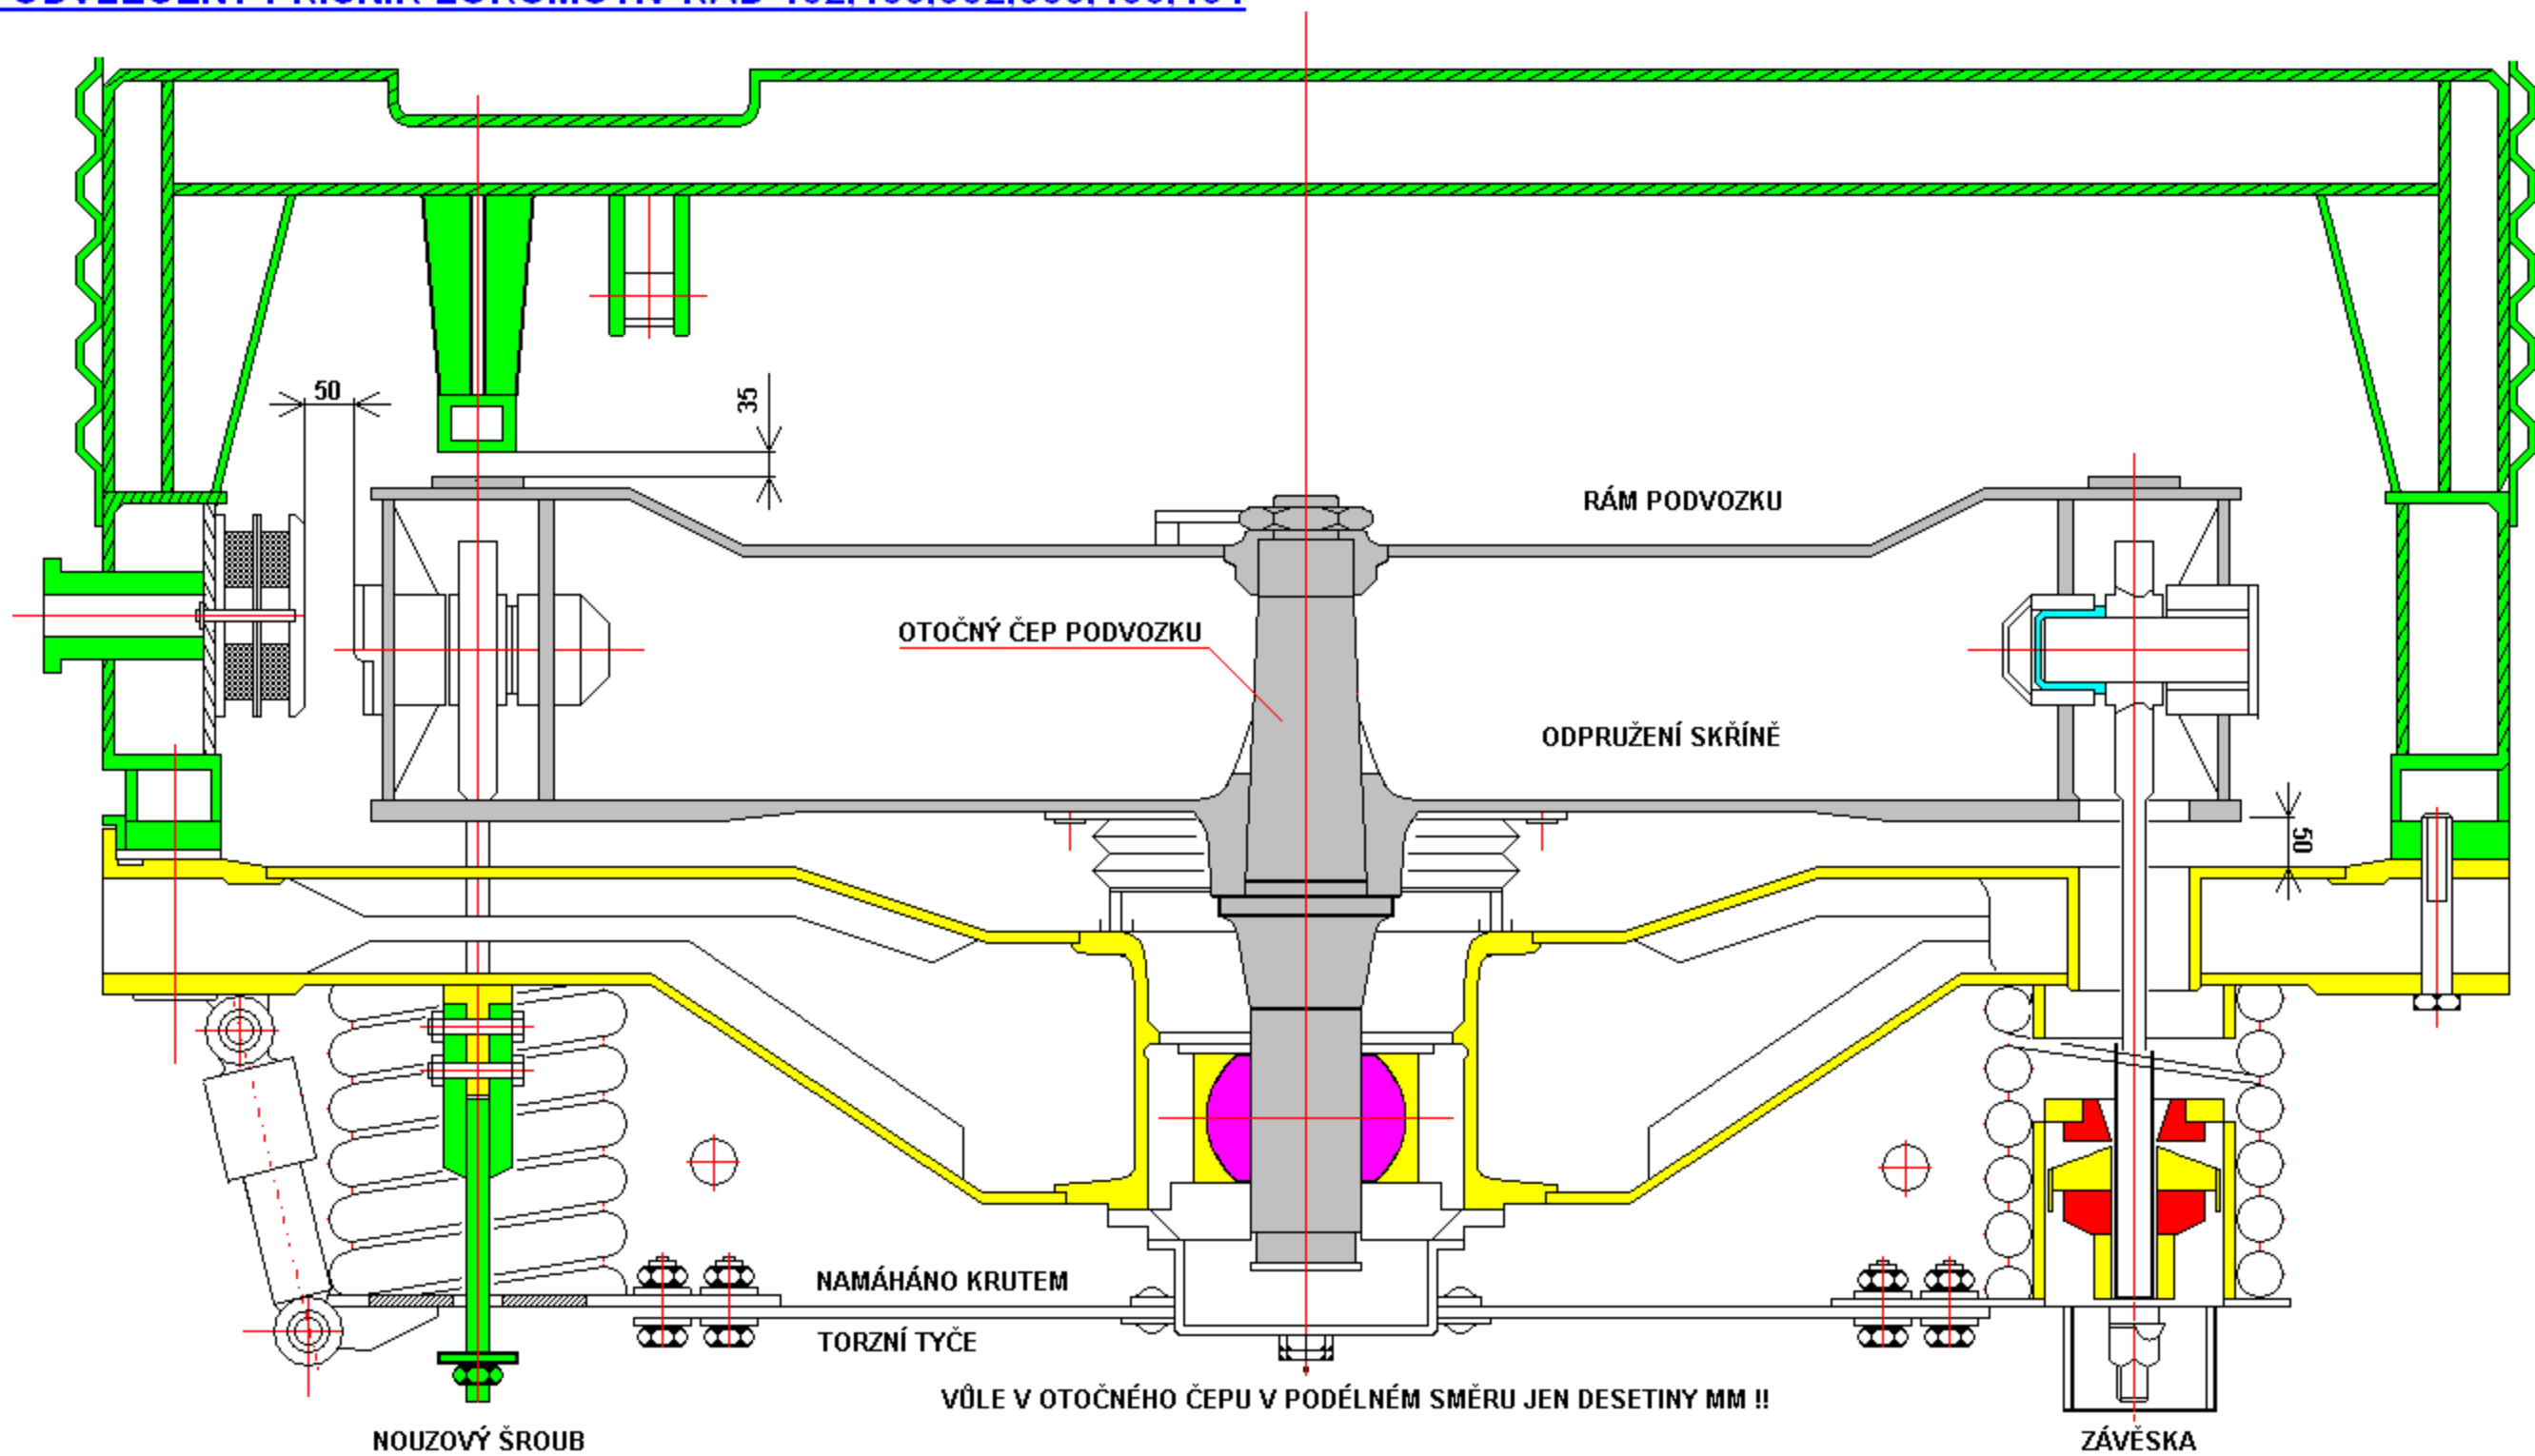 50
35
RÁM PODVOZKU
OTOČNÝ ČEP PODVOZKU
ODPRUŽENÍ SKŘÍNĚ
50
NAMÁHÁNO KRUTEM
TORZNÍ TYČE
VŮLE V OTOČNÉHO ČEPU V PODÉLNÉM SMĚRU JEN DESETINY MM !!
NOUZOVÝ ŠROUB
ZÁVĚSKA